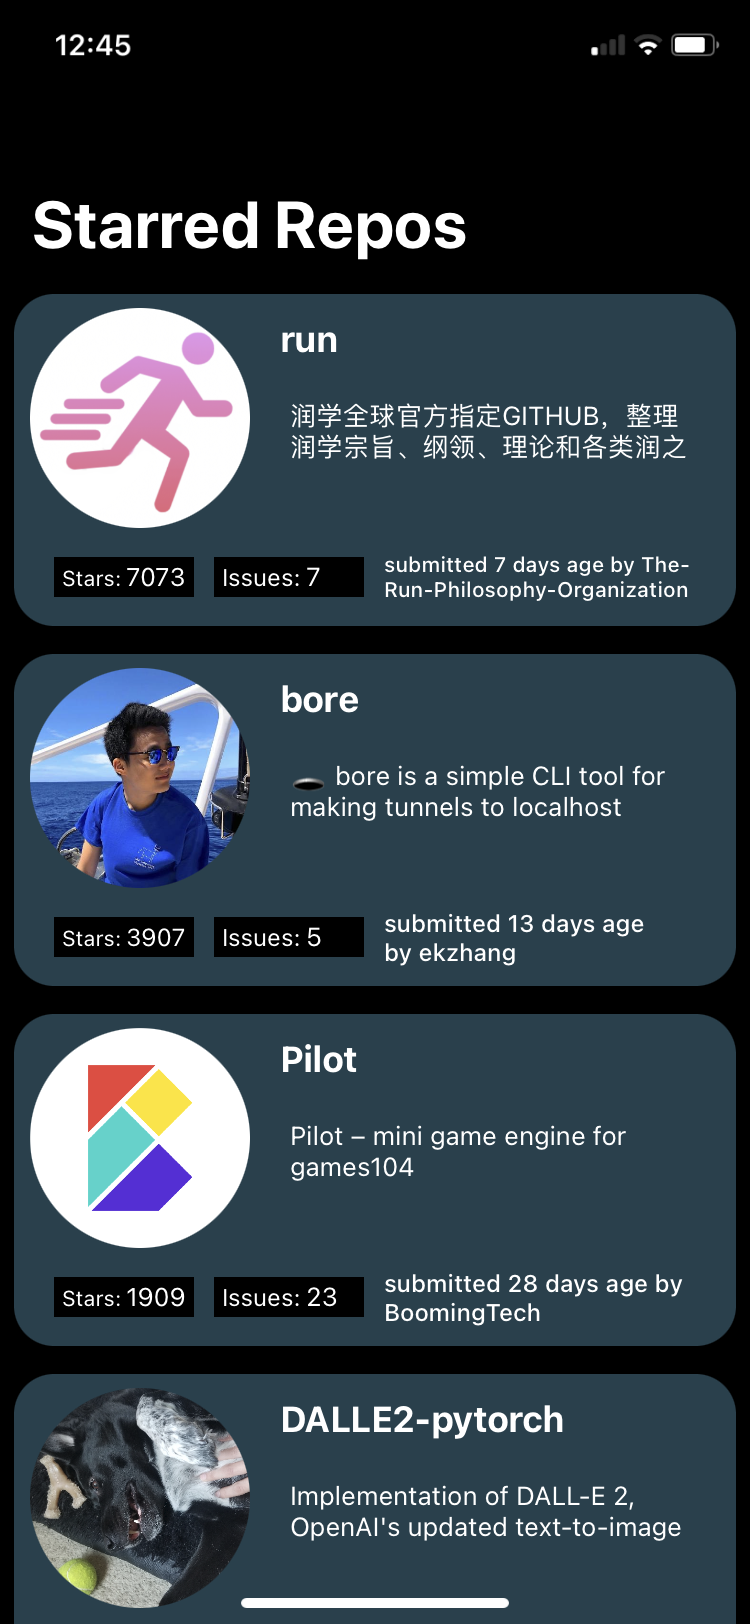 12:45
Starred Repos
run
润学全球官方指定GITHUB，整理
润学宗旨、纲领、理论和各类润之
Stars: 7073
Issues: 7
submitted 7 days age by The-
Run-Philosophy-Organization
bore
🕳 bore is a simple CLI tool for
making tunnels to localhost
Stars: 3907
Issues: 5
submitted 13 days age
by ekzhang
Pilot
Pilot – mini game engine for
games104
Stars: 1909
Issues: 23
submitted 28 days age by
BoomingTech
DALLE2-pytorch
Implementation of DALL-E 2,
OpenAI's updated text-to-image